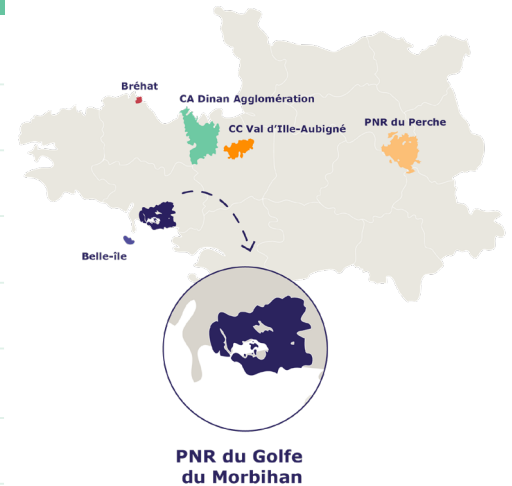 Bréhat
CA Dinan Agglomération
CC Val d'Ille-Aubigné
PNR du Perche
Belle-île
PNR du Golfe
du Morbihan